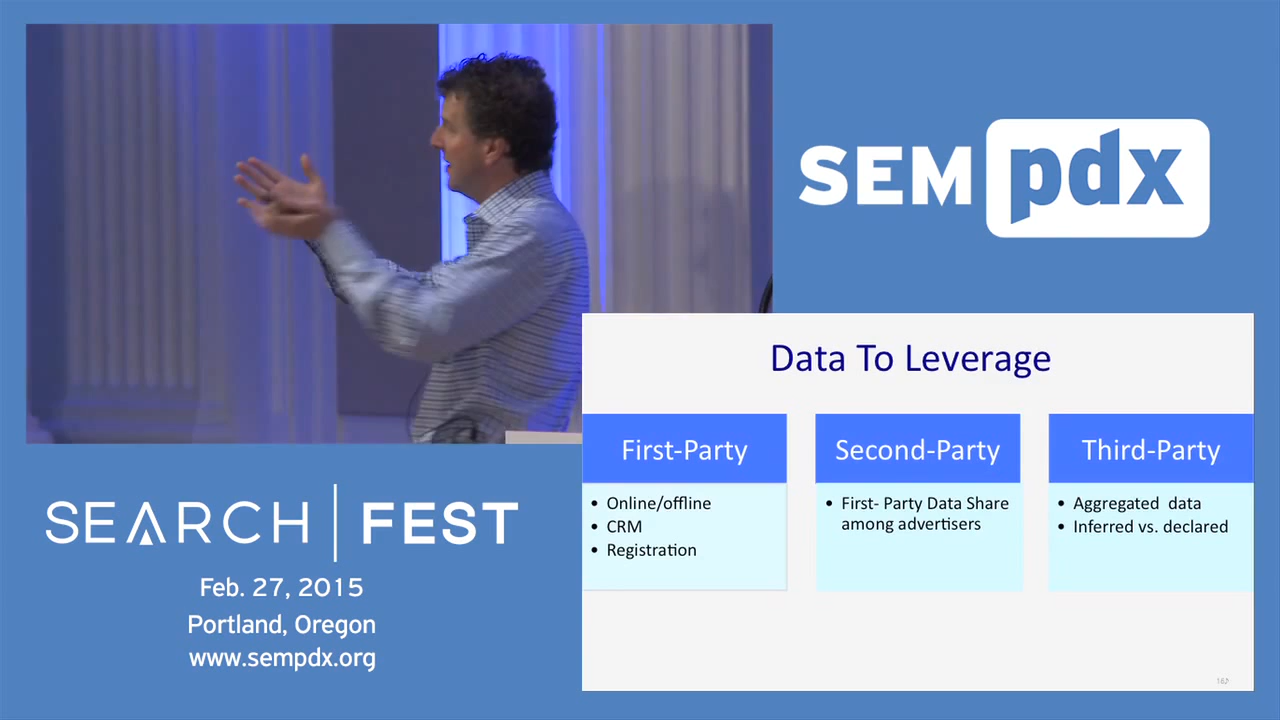 SEM pdx
Data To Leverage
First-Party
• Online/offline
• CRM
• Registration
Second-Party
• First- Party Data Share
among advertisers
Third-Party
• Aggregated data
• Inferred vs. declared
SEARCH | FEST
Feb. 27, 2015
Portland, Oregon
www.sempdx.org